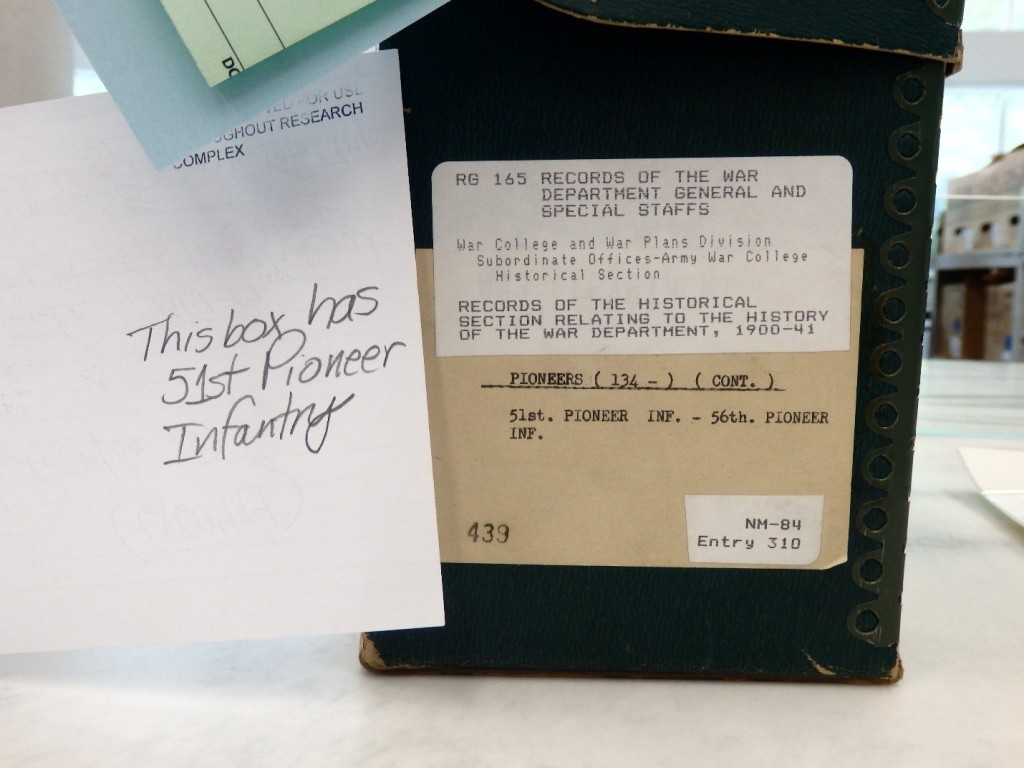 DO
FOR USE
RESEARCH
COMPLEX
This box has
51st Pioneer
Infantry
RG 165 RECORDS OF THE WAR
DEPARTMENT GENERAL AND
SPECIAL STAFFS
War College and War Plans Division
Subordinate Offices-Army War College
Historical Section
RECORDS OF THE HISTORICAL
SECTION RELATING TO THE HISTORY
OF THE WAR DEPARTMENT, 1900-41
PIONEERS ( 134 - ) ( CONT. )
51st. PIONEER INF. - 56th. PIONEER
INF.
439
NM-84
Entry 310